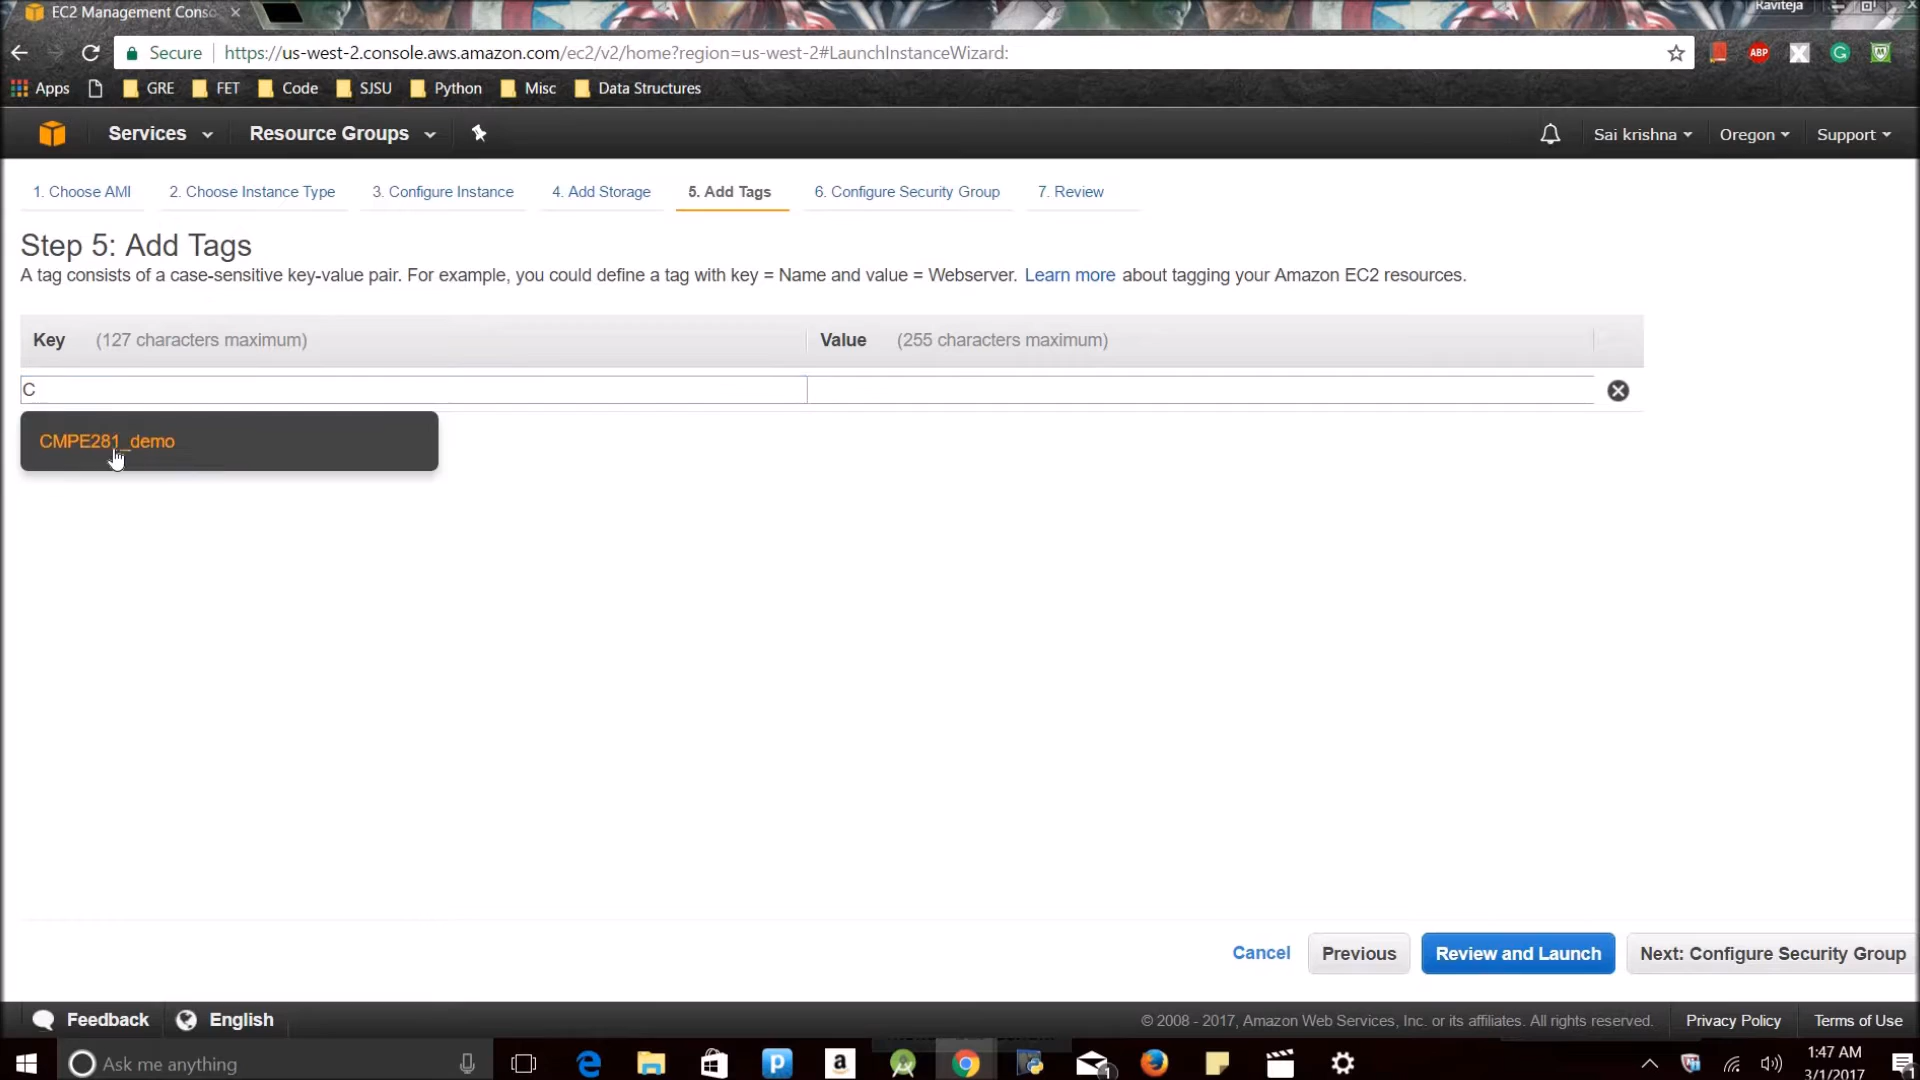 EC2 Management Conso
Raviteja
Secure https://us-west-2.console.aws.amazon.com/ec2/v2/home?region=us-west-2#LaunchInstanceWizard:
ABP
Apps GRE FET Code SJSU Python Misc Data Structures
Services Resource Groups Sai krishna Oregon Support
1. Choose AMI 2. Choose Instance Type 3. Configure Instance 4. Add Storage 5. Add Tags 6. Configure Security Group 7. Review
Step 5: Add Tags
A tag consists of a case-sensitive key-value pair. For example, you could define a tag with key = Name and value = Webserver. Learn more about tagging your Amazon EC2 resources.
Key (127 characters maximum) Value (255 characters maximum)
C
CMPE281_demo
Cancel Previous Review and Launch Next: Configure Security Group
Feedback English © 2008 - 2017, Amazon Web Services, Inc. or its affiliates. All rights reserved. Privacy Policy Terms of Use
Ask me anything
1:47 AM
3/1/2017